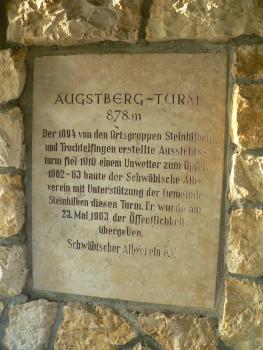 AUGSTBERG-TURM
878 m
Der 1894 von den Ortsgruppen Steinhilben
und Trochtelfingen erstellte Aussichts-
turm fiel 1910 einem Unwetter zum Opfer.
1962-63 baute der Schwäbische Alb-
verein mit Unterstützung der Gemeinde
Steinhilben diesen Turm. Er wurde am
23. Mai 1963 der Öffentlichkeit
übergeben.
Schwäbischer Albverein e.V.